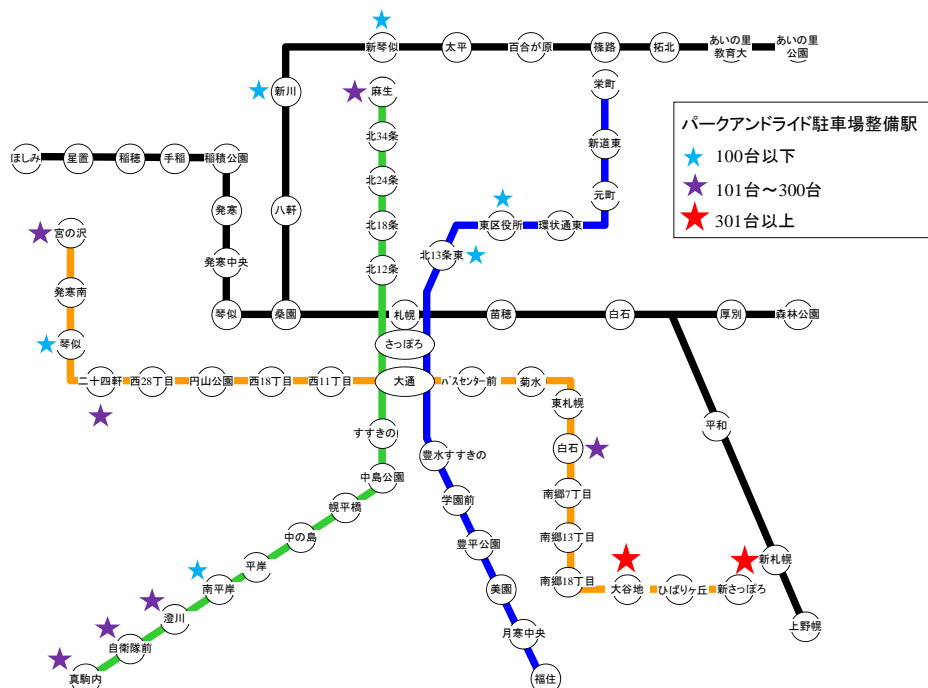 新琴似
太平
百合が原
篠路
拓北
あいの里
教育大
あいの里
公園
新川
麻生
栄町
パークアンドライド駐車場整備駅
100台以下
101台～300台
301台以上
ほしみ
星置
稲穂
手稲
稲積公園
北34条
新道東
北24条
元町
発寒
八軒
北18条
東区役所
環状通東
宮の沢
発寒中央
北12条
北13条東
発寒南
琴似
桑園
札幌
苗穂
白石
厚別
森林公園
琴似
さっぽろ
二十四軒
西28丁目
円山公園
西18丁目
西11丁目
大通
バスセンター前
菊水
東札幌
平和
すすきの
豊水すすきの
白石
中島公園
南郷7丁目
学園前
幌平橋
中の島
豊平公園
南郷13丁目
平岸
新札幌
南平岸
美園
南郷18丁目
大谷地
ひばりヶ丘
新さっぽろ
澄川
月寒中央
上野幌
自衛隊前
真駒内
福住